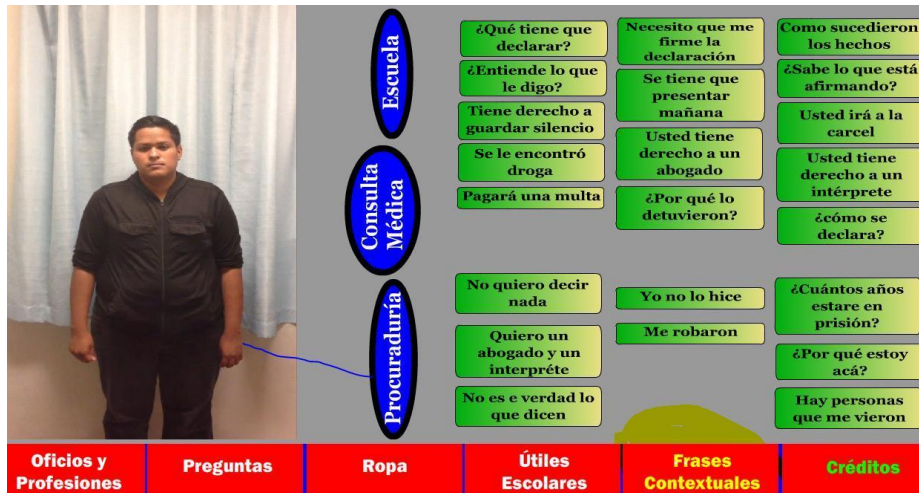 Escuela
Consulta
Médica
Procuraduría
¿Qué tiene que
declarar?
¿Entiende lo que
le digo?
Tiene derecho a
guardar silencio
Se le encontró
droga
Pagará una multa
Necesito que me
firme la
declaración
Se tiene que
presentar
mañana
Usted tiene
derecho a un
abogado
¿Por qué lo
detuvieron?
Como sucedieron
los hechos
¿Sabe lo que está
afirmando?
Usted irá a la
carcel
Usted tiene
derecho a un
intérprete
¿cómo se
declara?
No quiero decir
nada
Quiero un
abogado y un
interpréte
No es e verdad lo
que dicen
Yo no lo hice
Me robaron
¿Cuántos años
estare en
prisión?
¿Por qué estoy
acá?
Hay personas
que me vieron
Oficios y
Profesiones
Preguntas
Ropa
Útiles
Escolares
Frases
Contextuales
Créditos